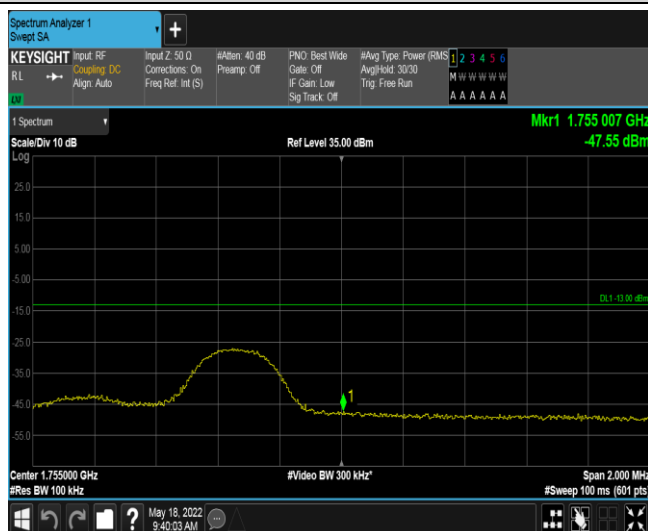 Spectrum Analyzer 1
Swept SA
KEYSIGHT
RL
LW
Input: RF
Coupling: DC
Align: Auto
Input Z: 50 Ω
Corrections: On
Freq Ref: Int (S)
#Atten: 40 dB
Preamp: Off
PNO: Best Wide
Gate: Off
IF Gain: Low
Sig Track: Off
#Avg Type: Power (RMS
Avg|Hold: 30/30
Trig: Free Run
1 2 3 4 5 6
M W W W W W
A A A A A A
1 Spectrum
Mkr1 1.755 007 GHz
-47.55 dBm
Scale/Div 10 dB
Ref Level 35.00 dBm
Log
25.0
15.0
5.00
-5.00
DL1 -13.00 dBm
-15.0
-25.0
-35.0
-45.0
1
-55.0
Center 1.755000 GHz
#Video BW 300 kHz*
Span 2.000 MHz
#Res BW 100 kHz
#Sweep 100 ms (601 pts)
?
May 18, 2022
9:40:03 AM